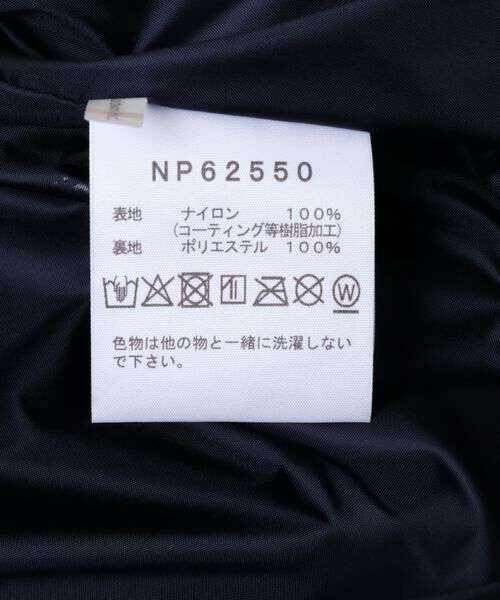 NP62550
表地 ナイロン 100%
(コーティング等樹脂加工)
裏地 ポリエステル 100%
W
色物は他の物と一緒に洗濯しない
で下さい。